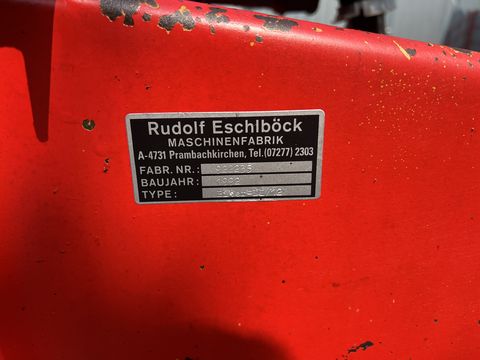 Rudolf Eschlböck
MASCHINENFABRIK
A-4731 Prambachkirchen, Tel.(07277) 2303
FABR. NR.:
BAUJAHR:
TYPE: